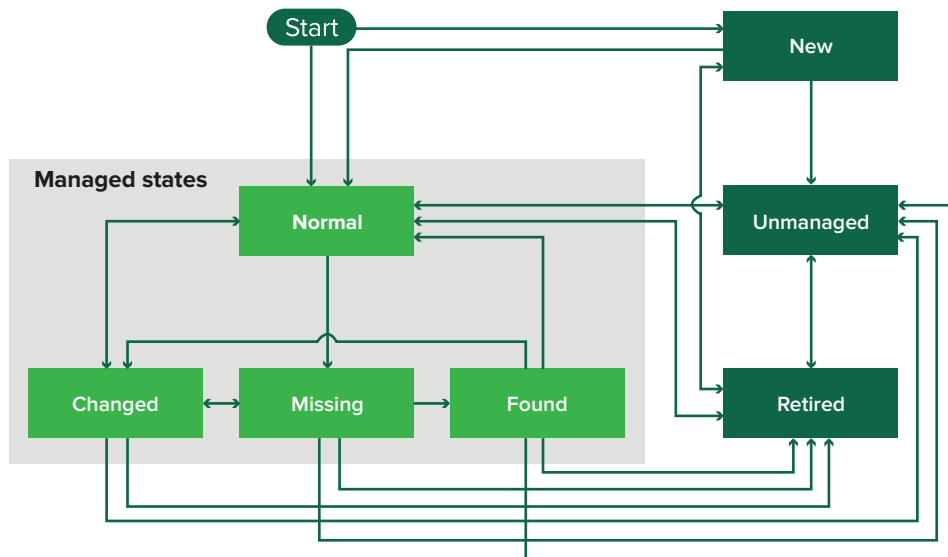 Start
New
Managed states
Normal
Unmanaged
Changed
Missing
Found
Retired